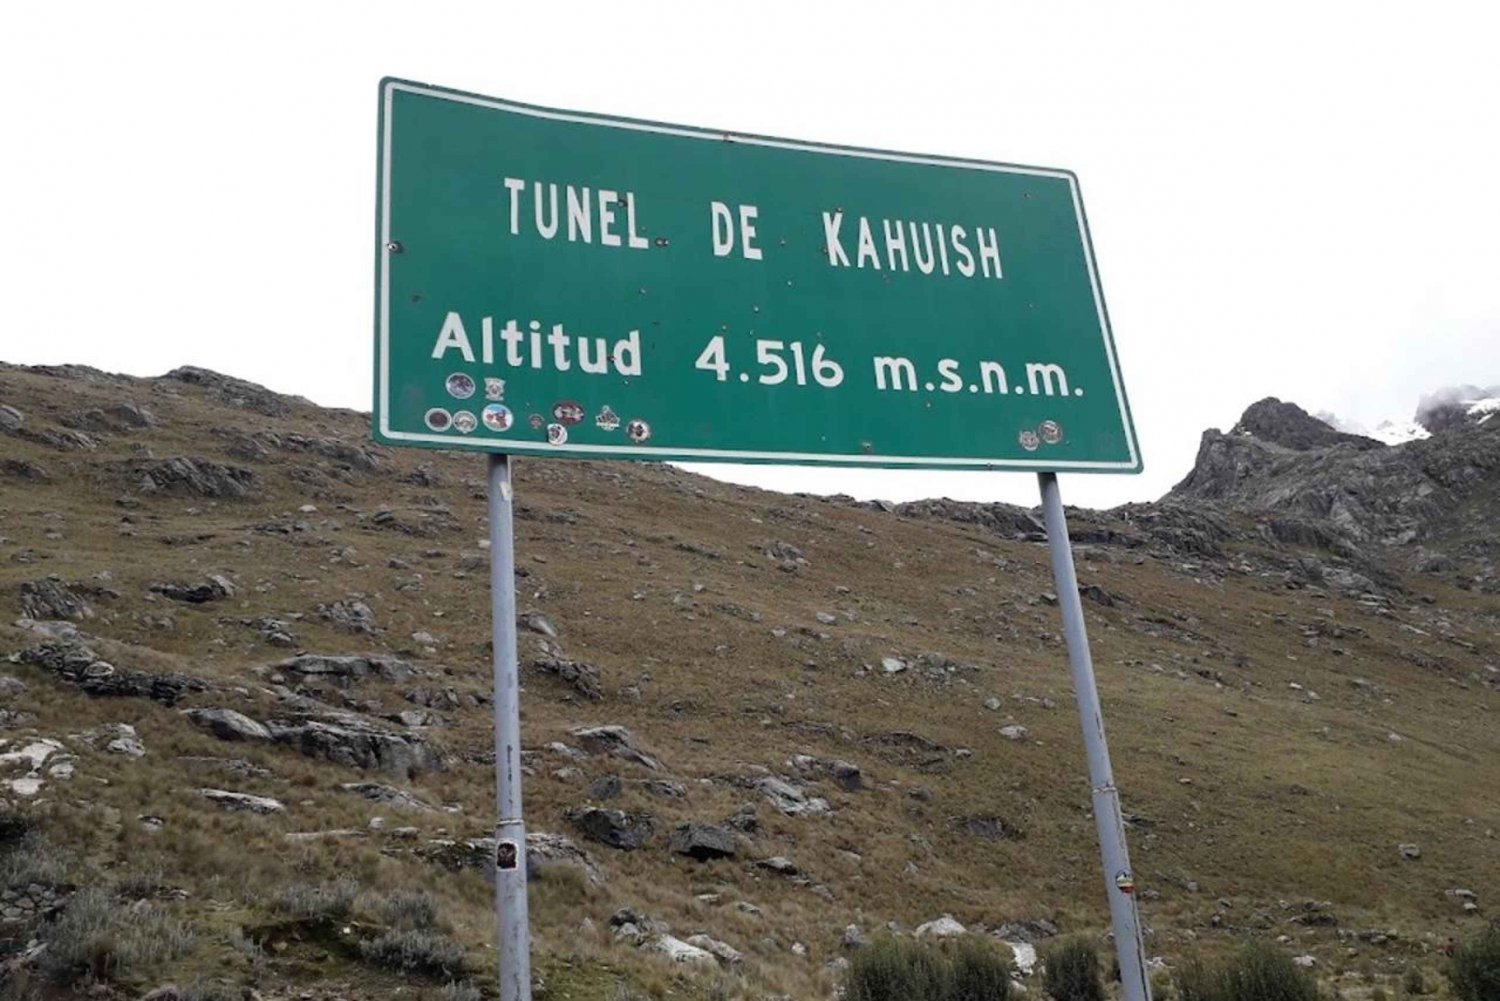 TUNEL DE KAHUISH
Altitud 4.516 m.s.n.m.